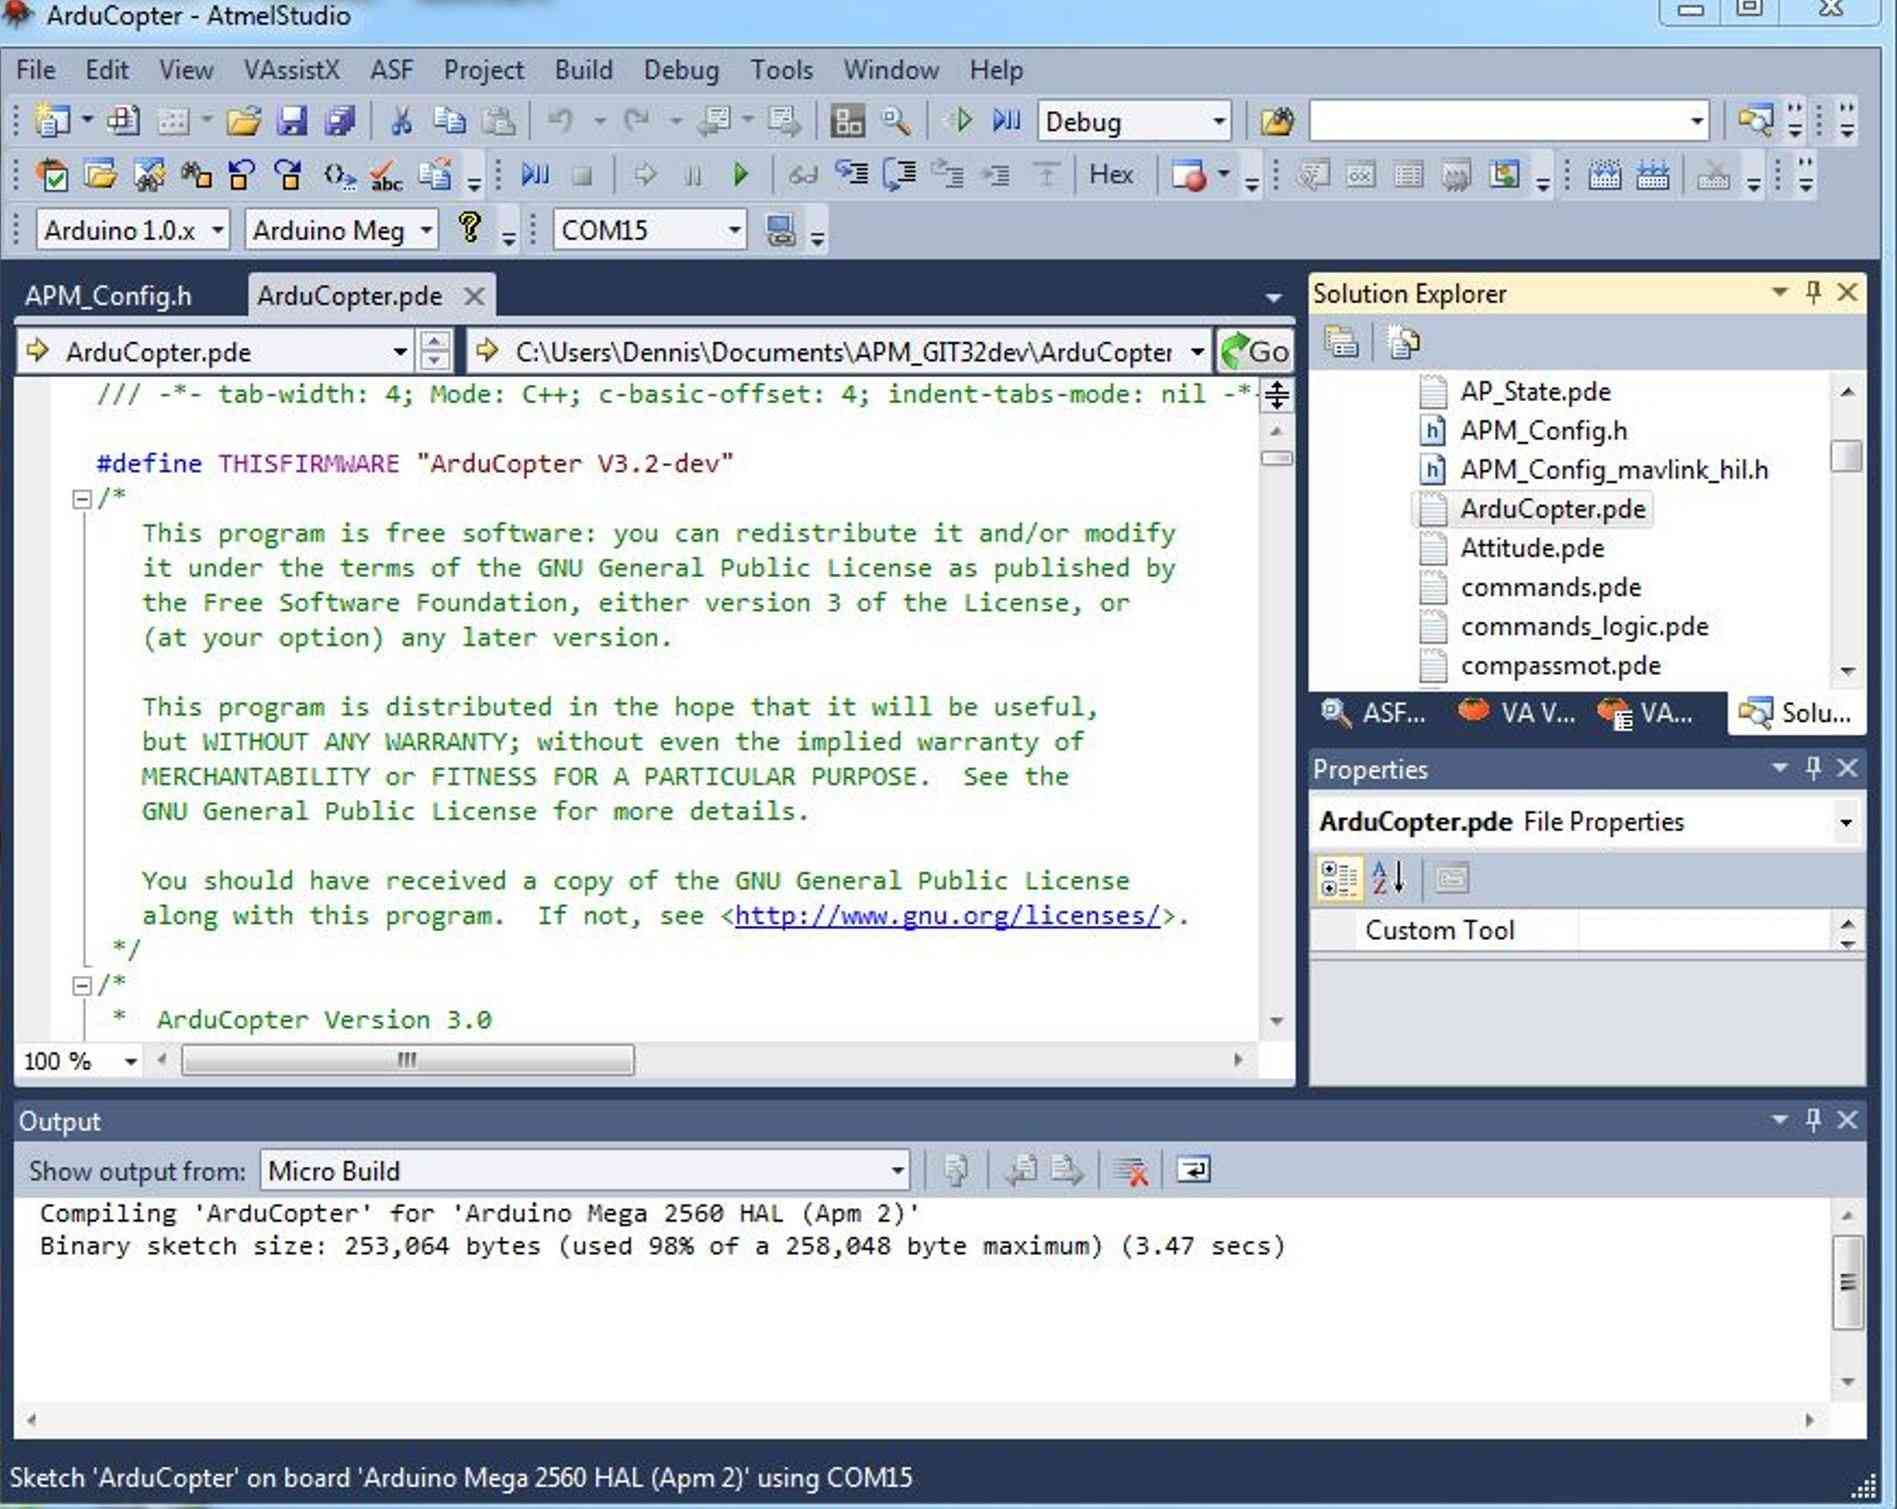 ArduCopter - AtmelStudio
File Edit View VAssistX ASF Project Build Debug Tools Window Help
Debug
abc Hex
Arduino 1.0.x Arduino Meg ? COM15
APM_Config.h ArduCopter.pde
ArduCopter.pde C:\Users\Dennis\Documents\APM_GIT32dev\ArduCopter Go
/// -*- tab-width: 4; Mode: C++; c-basic-offset: 4; indent-tabs-mode: nil -*-
#define THISFIRMWARE "ArduCopter V3.2-dev"
/*
This program is free software: you can redistribute it and/or modify
it under the terms of the GNU General Public License as published by
the Free Software Foundation, either version 3 of the License, or
(at your option) any later version.
This program is distributed in the hope that it will be useful,
but WITHOUT ANY WARRANTY; without even the implied warranty of
MERCHANTABILITY or FITNESS FOR A PARTICULAR PURPOSE.  See the
GNU General Public License for more details.
You should have received a copy of the GNU General Public License
along with this program.  If not, see <http://www.gnu.org/licenses/>.
*/
/*
*  ArduCopter Version 3.0
100 %
Solution Explorer
AP_State.pde
APM_Config.h
APM_Config_mavlink_hil.h
ArduCopter.pde
Attitude.pde
commands.pde
commands_logic.pde
compassmot.pde
ASF... VA V... VA... Solu...
Properties
ArduCopter.pde File Properties
Custom Tool
Output
Show output from: Micro Build
Compiling 'ArduCopter' for 'Arduino Mega 2560 HAL (Apm 2)'
Binary sketch size: 253,064 bytes (used 98% of a 258,048 byte maximum) (3.47 secs)
Sketch 'ArduCopter' on board 'Arduino Mega 2560 HAL (Apm 2)' using COM15